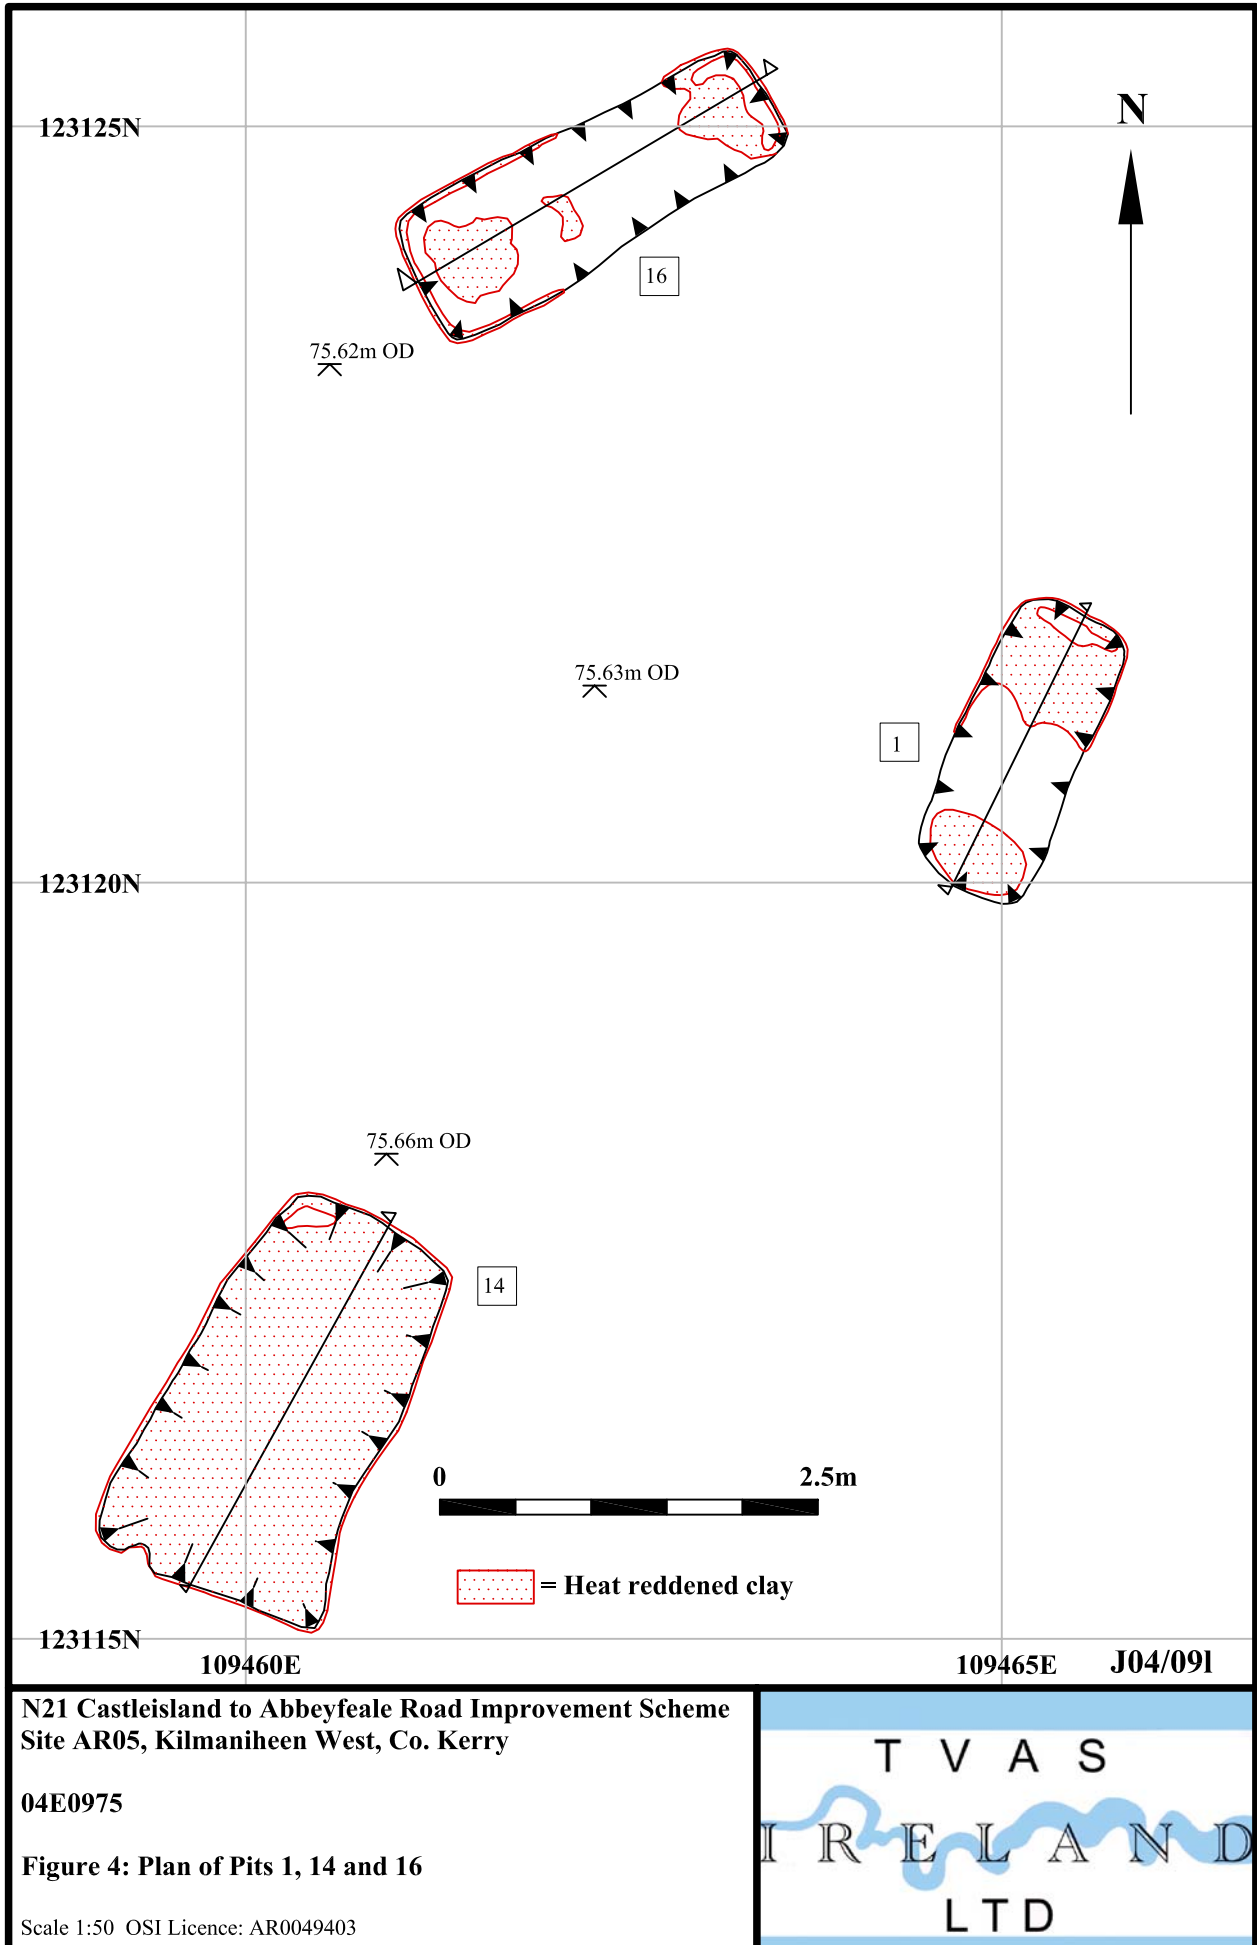 123125N
N
16
75.62m OD
75.63m OD
1
123120N
75.66m OD
14
0 2.5m
= Heat reddened clay
123115N
109460E 109465E J04/09l
N21 Castleisland to Abbeyfeale Road Improvement Scheme
Site AR05, Kilmaniheen West, Co. Kerry
04E0975
Figure 4: Plan of Pits 1, 14 and 16
Scale 1:50 OSI Licence: AR0049403
T V A S
I R E L A N D
L T D